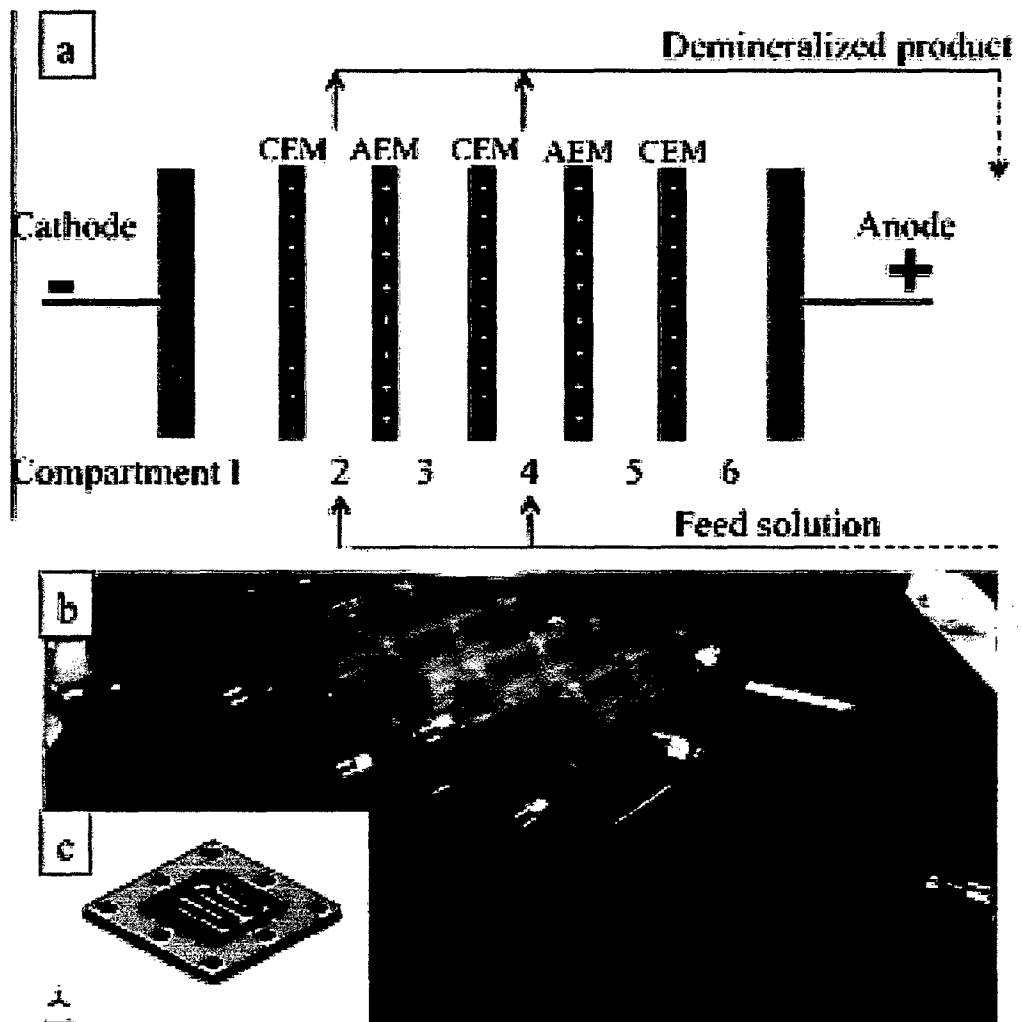 a
Demineralized product
CEM AEM CEM AEM CEM
Cathode
Anode
-
+
Compartment 1 2 3 4 5 6
Feed solution
b
c